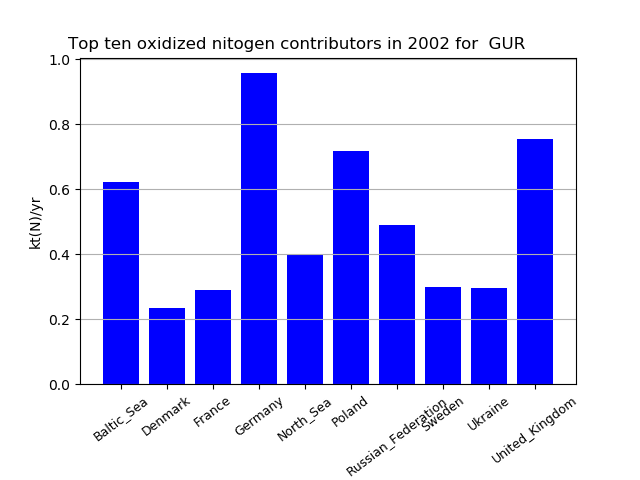 Top ten oxidized nitogen contributors in 2002 for  GUR
kt(N)/yr
1.0
0.8
0.6
0.4
0.2
0.0
Baltic_Sea
Denmark
France
Germany
North_Sea
Poland
Russian_Federation
Sweden
Ukraine
United_Kingdom